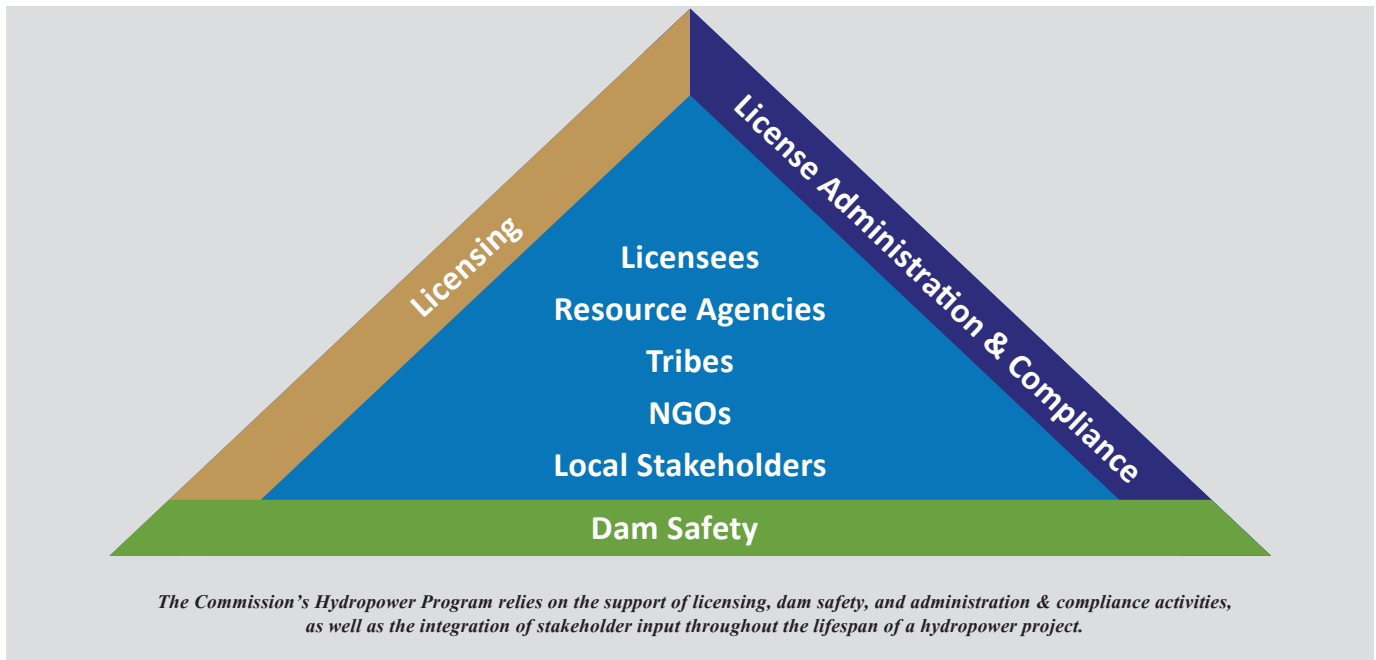 Licensing
License Administration & Compliance
Licensees
Resource Agencies
Tribes
NGOs
Local Stakeholders
Dam Safety
The Commission’s Hydropower Program relies on the support of licensing, dam safety, and administration & compliance activities,
as well as the integration of stakeholder input throughout the lifespan of a hydropower project.